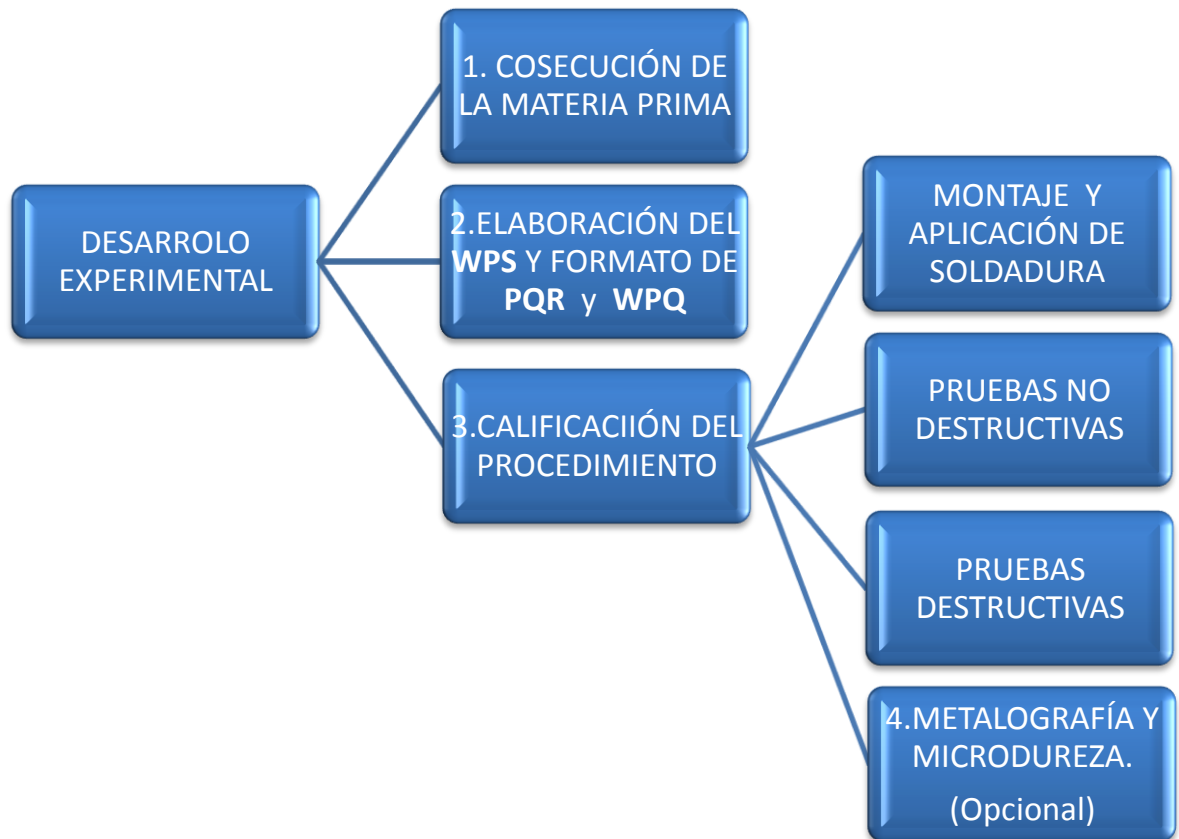 DESARROLO
EXPERIMENTAL
1. COSECUCIÓN DE
LA MATERIA PRIMA
2.ELABORACIÓN DEL
WPS Y FORMATO DE
PQR y WPQ
3.CALIFICACIIÓN DEL
PROCEDIMIENTO
MONTAJE Y
APLICACIÓN DE
SOLDADURA
PRUEBAS NO
DESTRUCTIVAS
PRUEBAS
DESTRUCTIVAS
4.METALOGRAFÍA Y
MICRODUREZA.
(Opcional)